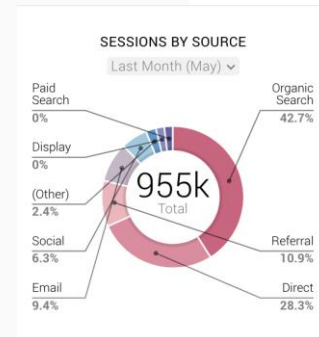 SESSIONS BY SOURCE
Last Month (May)
Paid
Search
0%
Display
0%
(Other)
2.4%
Social
6.3%
Email
9.4%
955k
Total
Organic
Search
42.7%
Referral
10.9%
Direct
28.3%